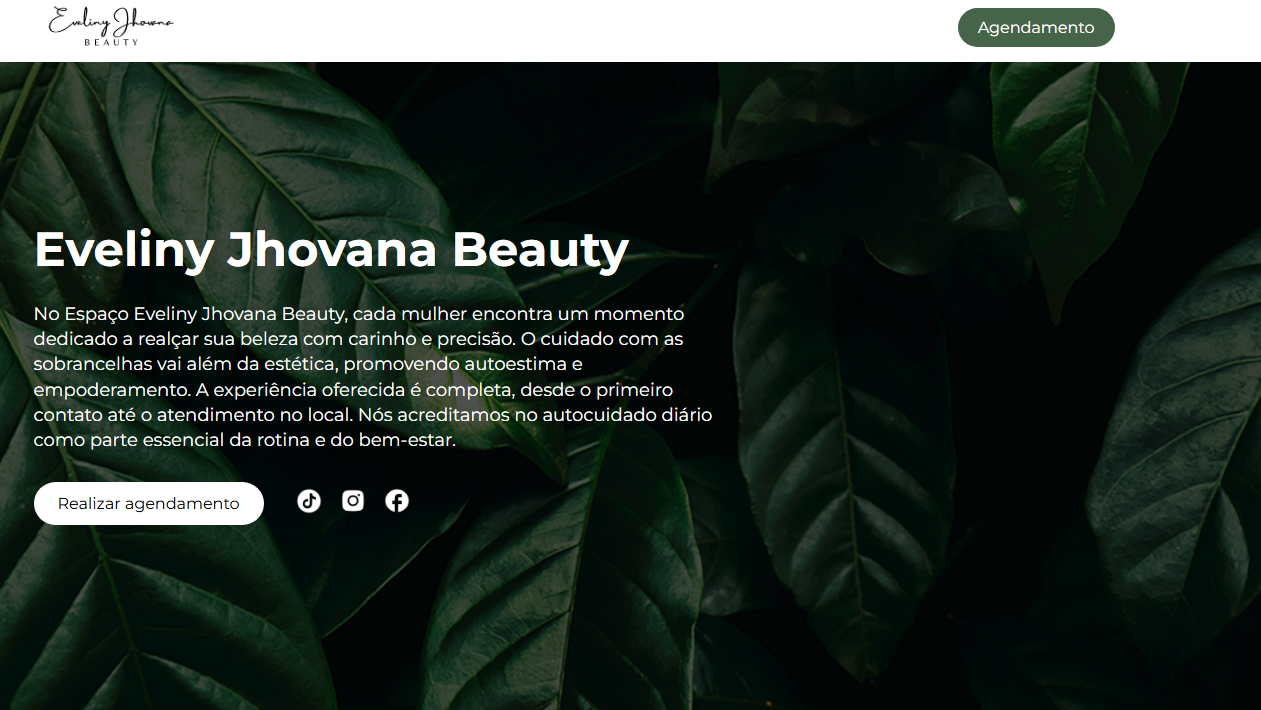 Eveliny Jhovana
BEAUTY
Agendamento
Eveliny Jhovana Beauty
No Espaço Eveliny Jhovana Beauty, cada mulher encontra um momento
dedicado a realçar sua beleza com carinho e precisão. O cuidado com as
sobrancelhas vai além da estética, promovendo autoestima e
empoderamento. A experiência oferecida é completa, desde o primeiro
contato até o atendimento no local. Nós acreditamos no autocuidado diário
como parte essencial da rotina e do bem-estar.
Realizar agendamento